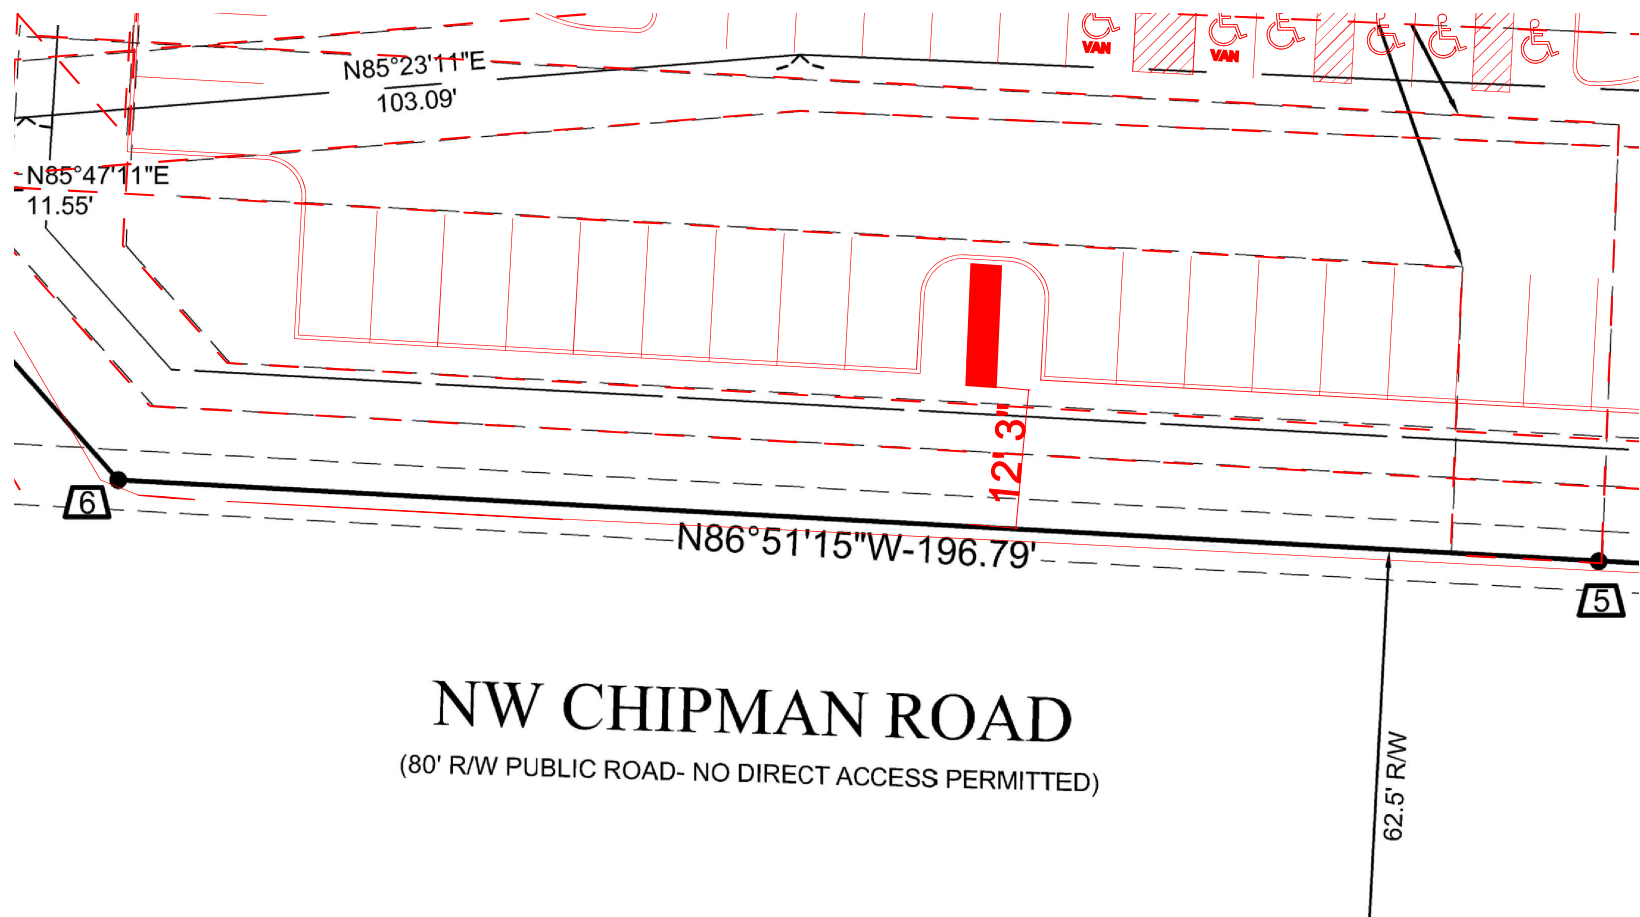 VAN
VAN
N85°23'11"E
103.09'
N85°47'11"E
11.55'
12' 3"
6
N86°51'15"W-196.79'
5
NW CHIPMAN ROAD
(80' R/W PUBLIC ROAD- NO DIRECT ACCESS PERMITTED)
62.5' R/W